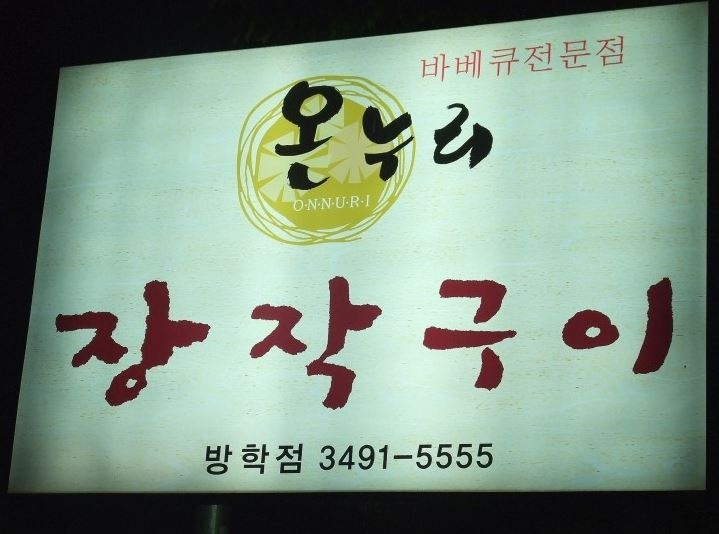 바베큐전문점
온누리
O·N·N·U·R·I
장작구이
방학점 3491-5555